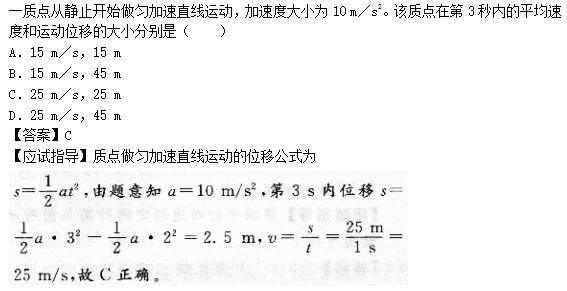 一质点从静止开始做匀加速直线运动，加速度大小为 10 m／s²。该质点在第 3 秒内的平均速
度和运动位移的大小分别是（　　）
A．15 m／s，15 m
B．15 m／s，45 m
C．25 m／s，25 m
D．25 m／s，45 m
【答案】C
【应试指导】质点做匀加速直线运动的位移公式为
s=1/2at²,由题意知 a=10 m/s²,第 3 s 内位移 s=
1/2a·3²－1/2a·2²=2.5 m,v=s/t=25 m/1 s=
25 m/s,故 C 正确。